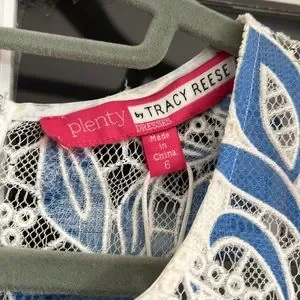 plenty by TRACY REESE
DRESSES
Made in
China
6